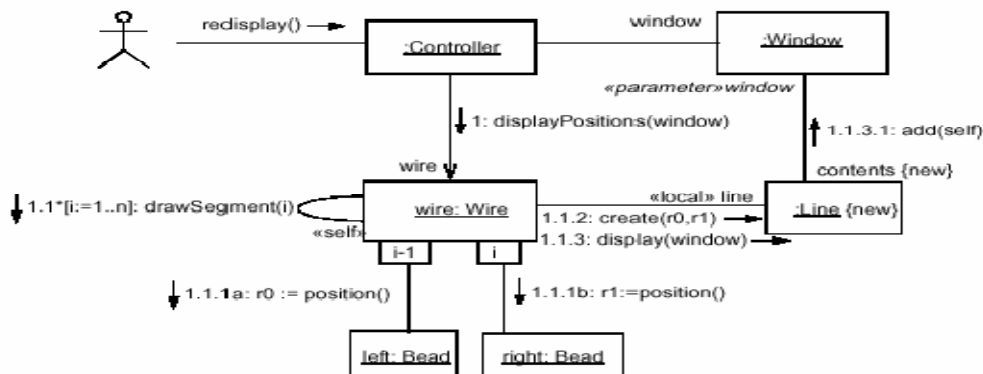 redisplay()
:Controller
window
:Window
«parameter»window
1: displayPositions(window)
1.1.3.1: add(self)
wire
contents {new}
1.1*[i:=1..n]: drawSegment(i)
wire: Wire
«local» line
:Line {new}
1.1.2: create(r0,r1)
«self»
1.1.3: display(window)
i-1
i
1.1.1a: r0 := position()
1.1.1b: r1:=position()
left: Bead
right: Bead